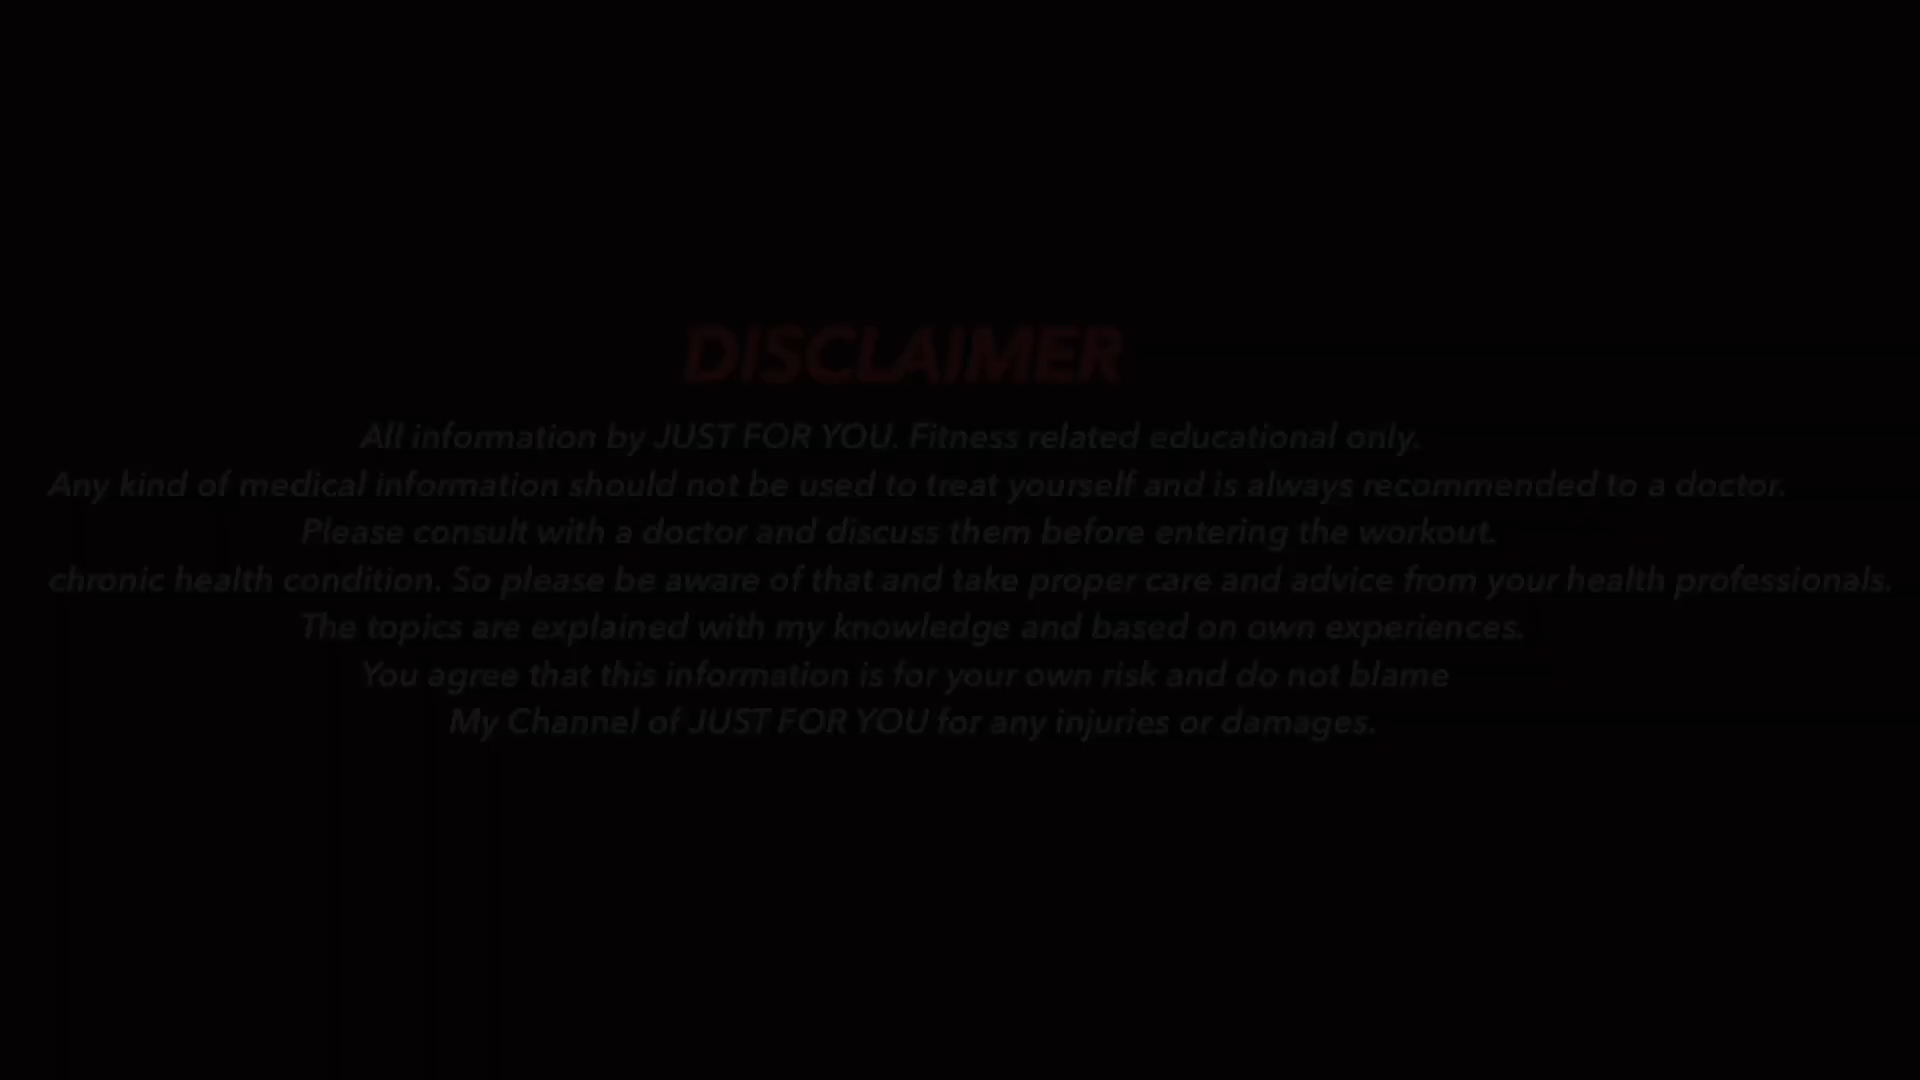 DISCLAIMER
All information by JUST FOR YOU. Fitness related educational only.
Any kind of medical information should not be used to treat yourself and is always recommended to a doctor.
Please consult with a doctor and discuss them before entering the workout.
chronic health condition. So please be aware of that and take proper care and advice from your health professionals.
The topics are explained with my knowledge and based on own experiences.
You agree that this information is for your own risk and do not blame
My Channel of JUST FOR YOU for any injuries or damages.